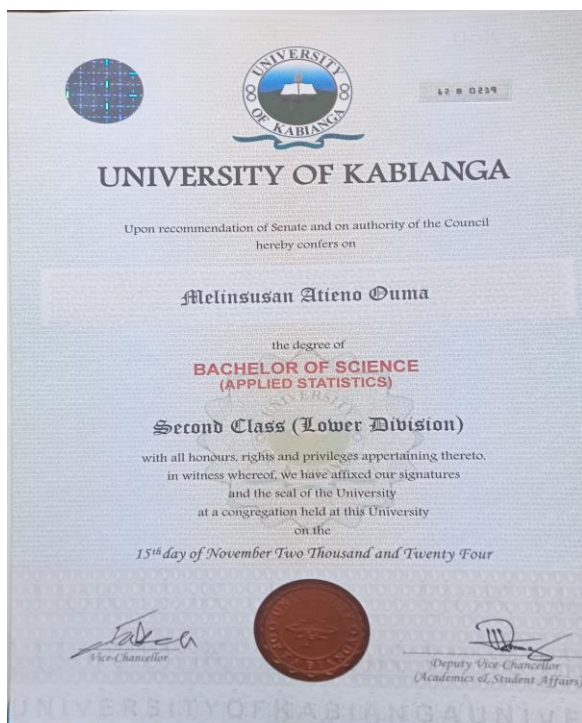 UNIVERSITY
OF KABIANGA
UNIVERSITY OF KABIANGA
Upon recommendation of Senate and on authority of the Council
hereby confers on
Melinsusan Atieno Ouma
the degree of
BACHELOR OF SCIENCE
(APPLIED STATISTICS)
Second Class (Lower Division)
with all honours, rights and privileges appertaining thereto,
in witness whereof, we have affixed our signatures
and the seal of the University
at a congregation held at this University
on the
15th day of November Two Thousand and Twenty Four
Vice-Chancellor
Deputy Vice-Chancellor
(Academics & Student Affairs)
UNIVERSITY OF KABIANGA UNIVE